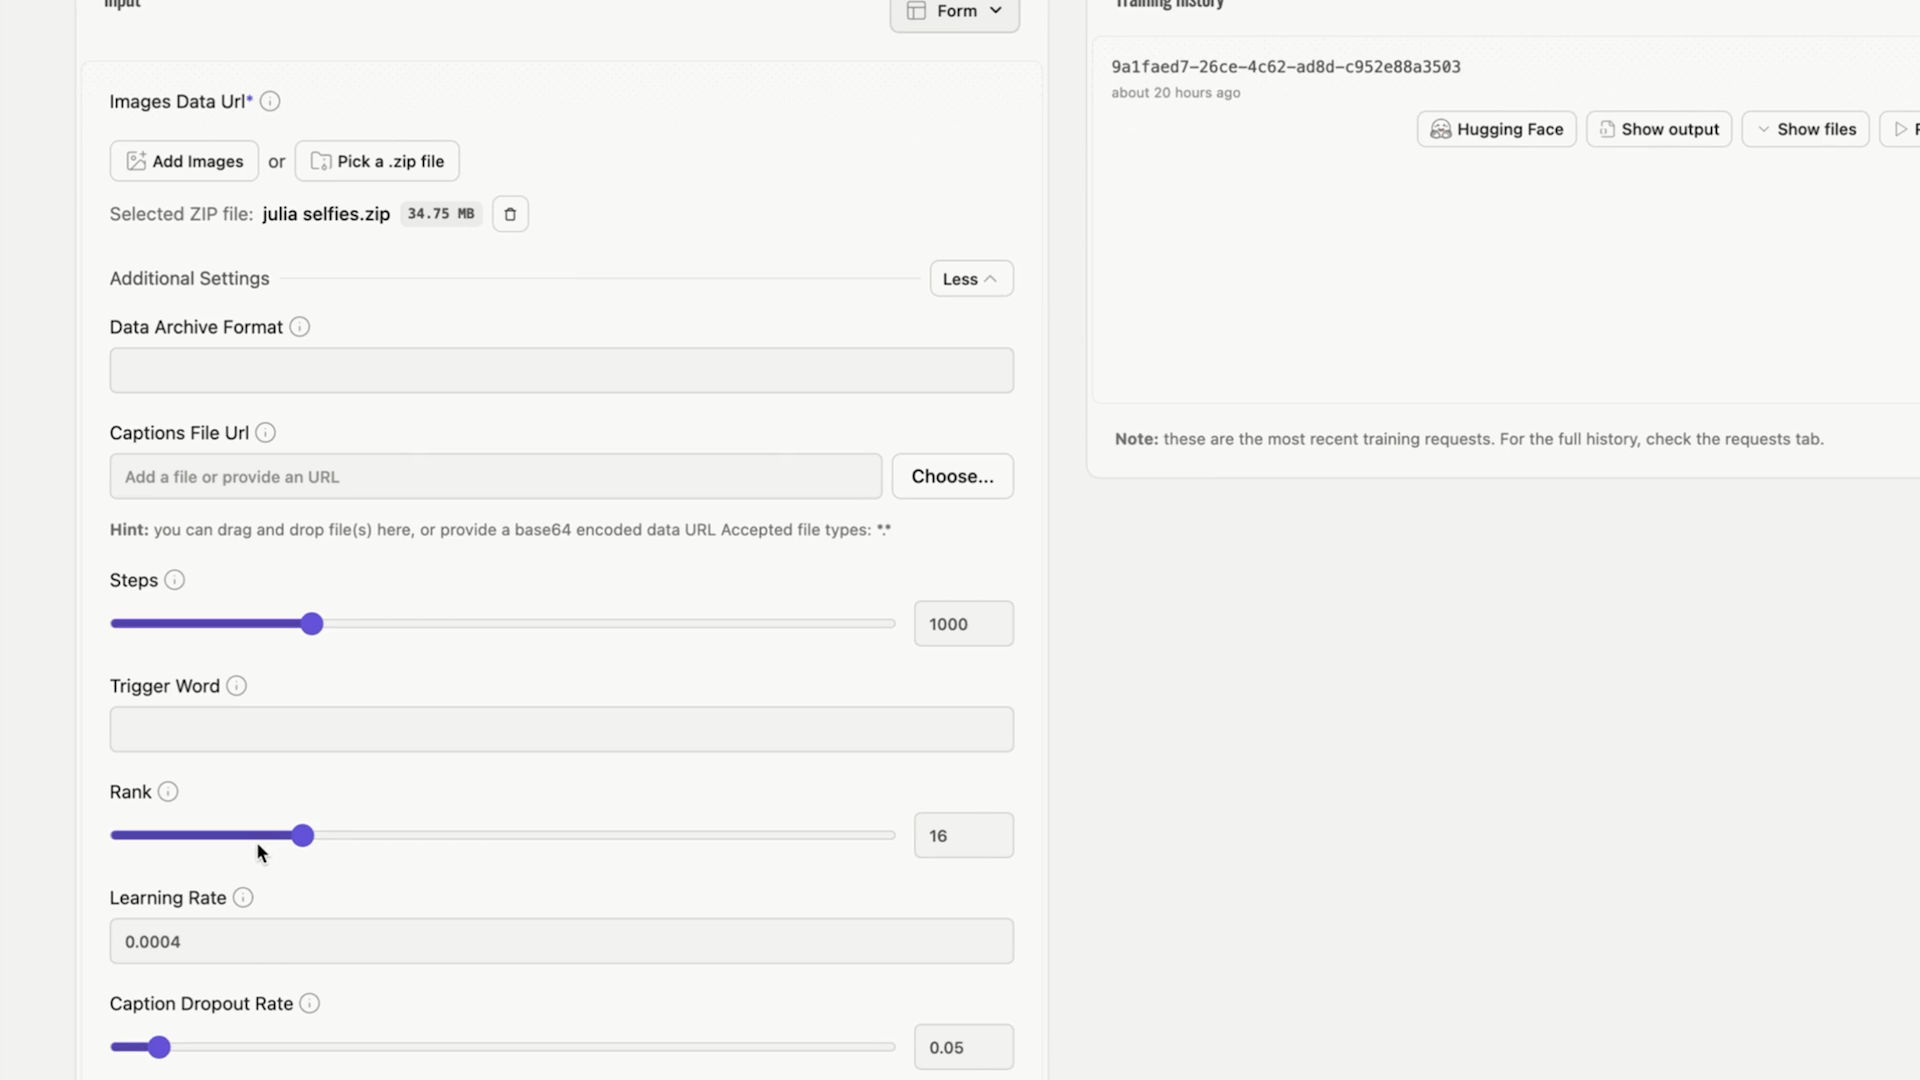 Input
Form
Images Data Url*
Add Images or Pick a .zip file
Selected ZIP file: julia selfies.zip 34.75 MB
Additional Settings Less
Data Archive Format
Captions File Url
Add a file or provide an URL Choose...
Hint: you can drag and drop file(s) here, or provide a base64 encoded data URL Accepted file types: *.*
Steps
1000
Trigger Word
Rank
16
Learning Rate
0.0004
Caption Dropout Rate
0.05
Training history
9a1faed7-26ce-4c62-ad8d-c952e88a3503
about 20 hours ago
Hugging Face Show output Show files
Note: these are the most recent training requests. For the full history, check the requests tab.